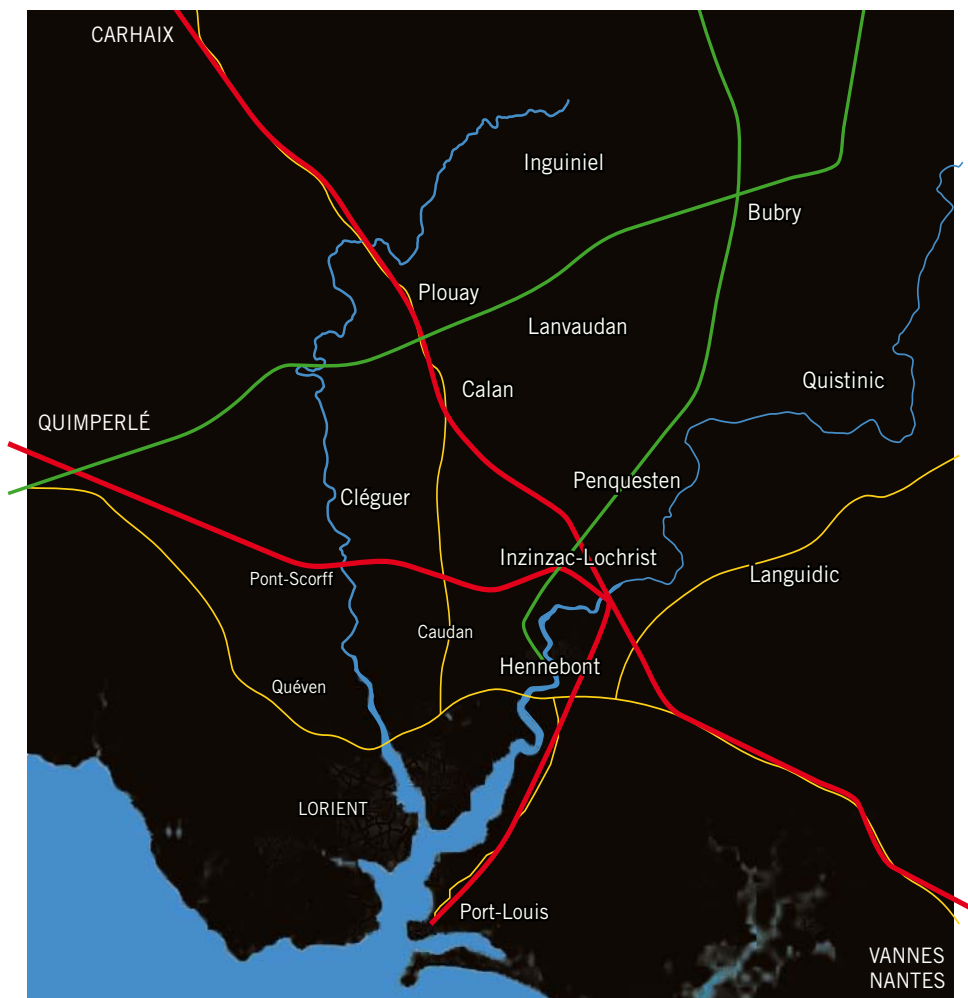 CARHAIX
Inguiniel
Bubry
Plouay
Lanvaudan
Quistinic
Calan
QUIMPERLÉ
Penquesten
Cléguer
Inzinzac-Lochrist
Pont-Scorff
Languidic
Caudan
Hennebont
Quéven
LORIENT
Port-Louis
VANNES
NANTES